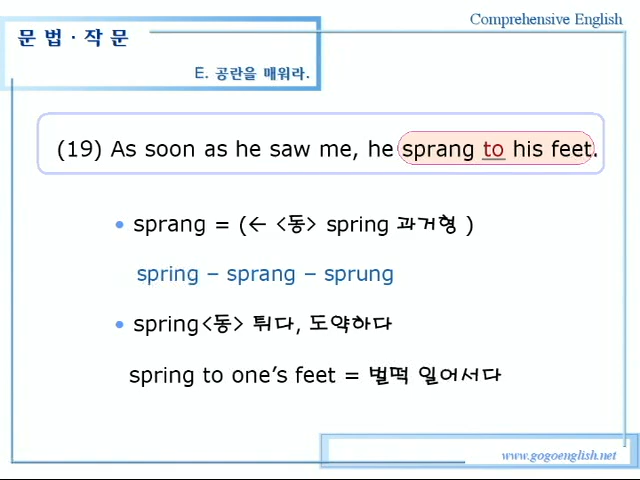 Comprehensive English
문 법 · 작 문
E. 공란을 매워라.
(19) As soon as he saw me, he sprang to his feet.
• sprang = (← <동> spring 과거형 )
spring – sprang – sprung
• spring<동> 튀다, 도약하다
spring to one’s feet = 벌떡 일어서다
www.gogoenglish.net